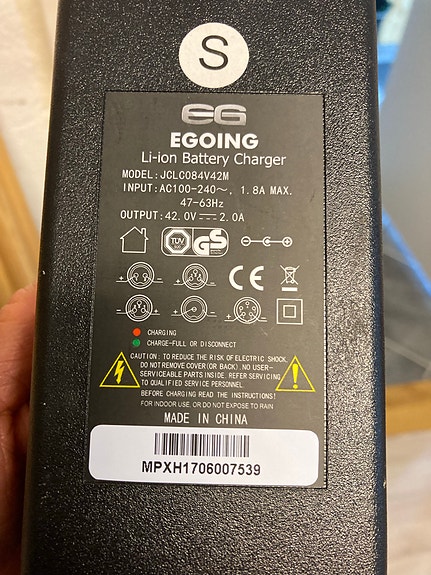 S
EG
EGOING
Li-ion Battery Charger
MODEL: JCLC084V42M
INPUT: AC100-240~, 1.8A MAX.
47-63Hz
OUTPUT: 42.0V⎓2.0A
TÜV GS
CE
CHARGING
CHARGE-FULL OR DISCONNECT
CAUTION: TO REDUCE THE RISK OF ELECTRIC SHOCK,
DO NOT REMOVE COVER(OR BACK). NO USER-
SERVICEABLE PARTS INSIDE. REFER SERVICING
TO QUALIFIED SERVICE PERSONNEL.
BEFORE CHARGING READ THE INSTRUCTIONS!
FOR INDOOR USE. OR DO NOT EXPOSE TO RAIN
MADE IN CHINA
MPXH1706007539